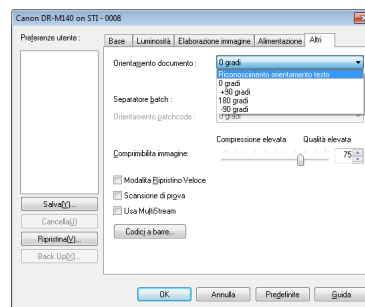 Canon DR-M140 on STI - 0008
Preferenze utente :
Base Luminosità Elaborazione immagine Alimentazione Altri
Orientamento documento :
0 gradi
Riconoscimento orientamento testo
0 gradi
+90 gradi
180 gradi
-90 gradi
Separatore batch :
Orientamento patchcode :
0 gradi
Compressione elevata Qualità elevata
Comprimibilita immagine:
75
Modalita Ripristino Veloce
Scansione di prova
Usa MultiStream
Codici a barre...
Salva(Y)...
Cancella(J)
Ripristina(V)...
Back Up(X)...
OK Annulla Predefinite Guida